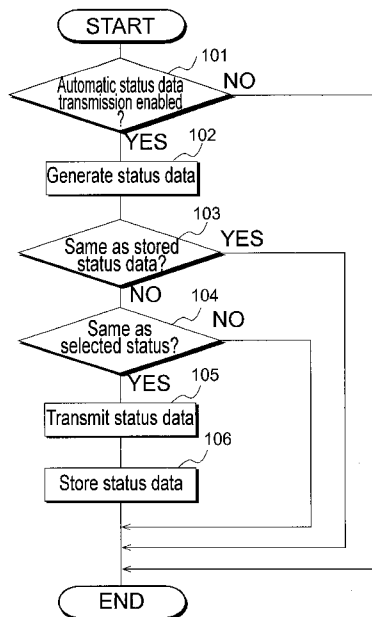 START
101
Automatic status data
transmission enabled
?
NO
YES
102
Generate status data
103
Same as stored
status data?
YES
NO
104
Same as
selected status?
NO
YES
105
Transmit status data
106
Store status data
END